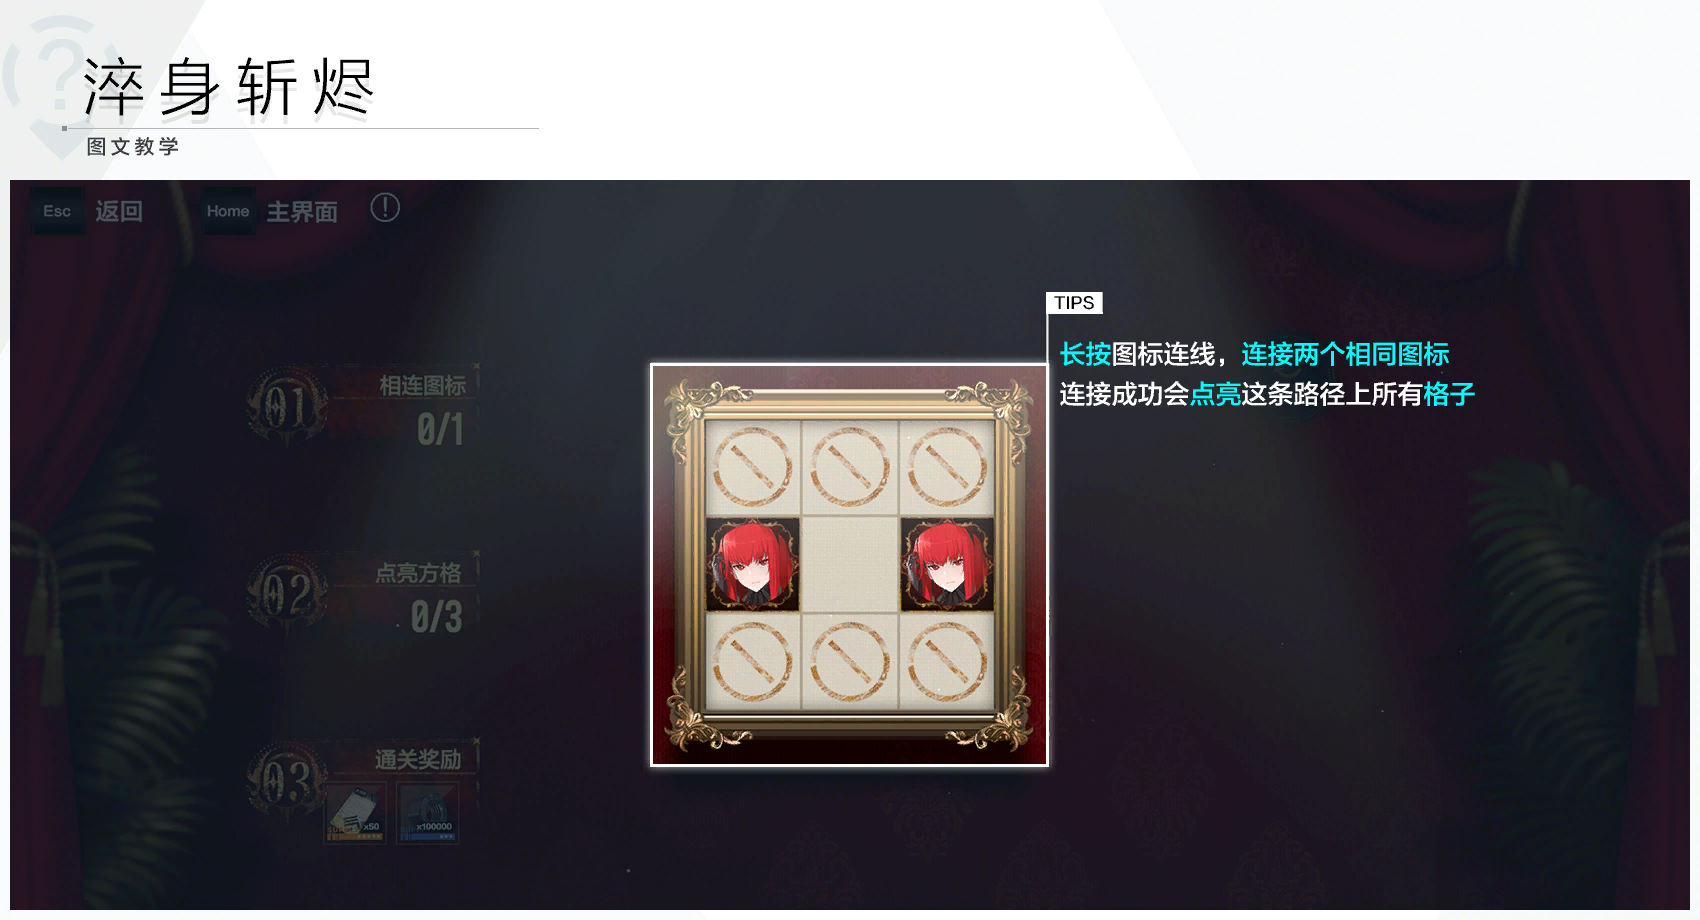 淬身斩烬
图文教学
Esc 返回 Home 主界面
TIPS
长按图标连线，连接两个相同图标
连接成功会点亮这条路径上所有格子
01 相连图标
0/1
02 点亮方格
0/3
03 通关奖励
x50 x100000